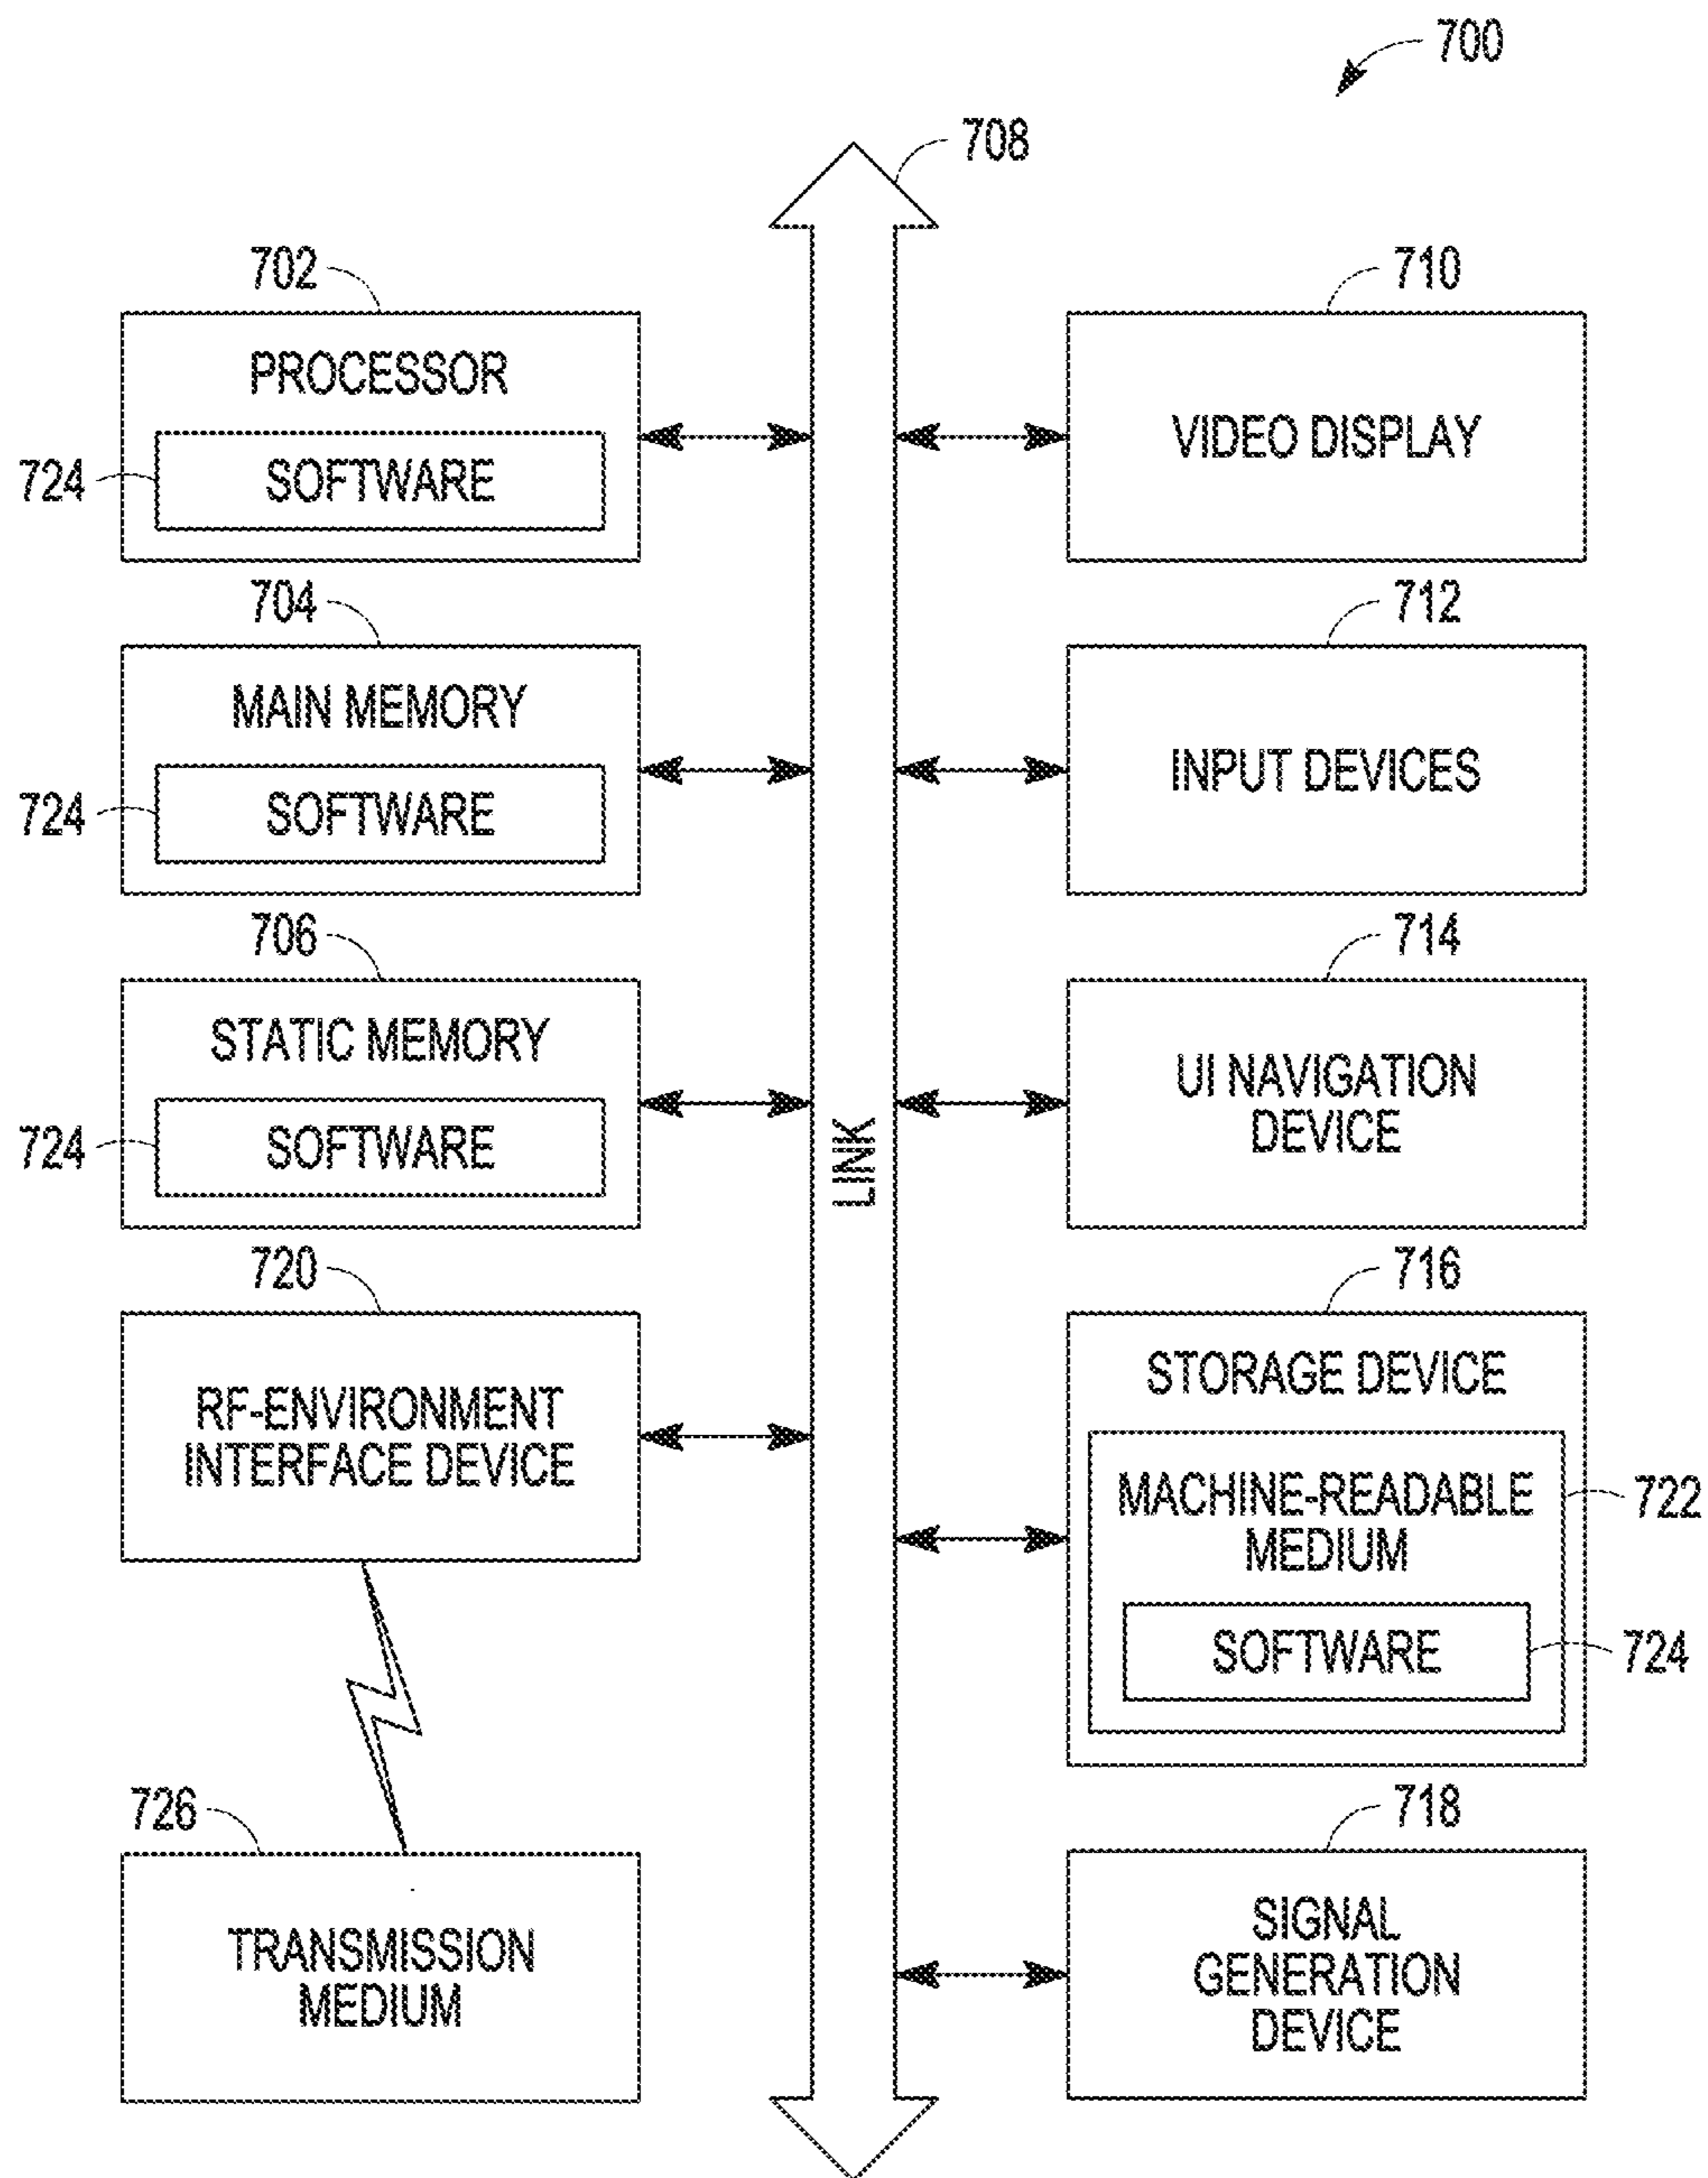 700
708
702
PROCESSOR
724
SOFTWARE
704
MAIN MEMORY
724
SOFTWARE
706
STATIC MEMORY
724
SOFTWARE
720
RF-ENVIRONMENT
INTERFACE DEVICE
726
TRANSMISSION
MEDIUM
LINK
710
VIDEO DISPLAY
712
INPUT DEVICES
714
UI NAVIGATION
DEVICE
716
STORAGE DEVICE
MACHINE-READABLE
MEDIUM
722
SOFTWARE
724
718
SIGNAL
GENERATION
DEVICE